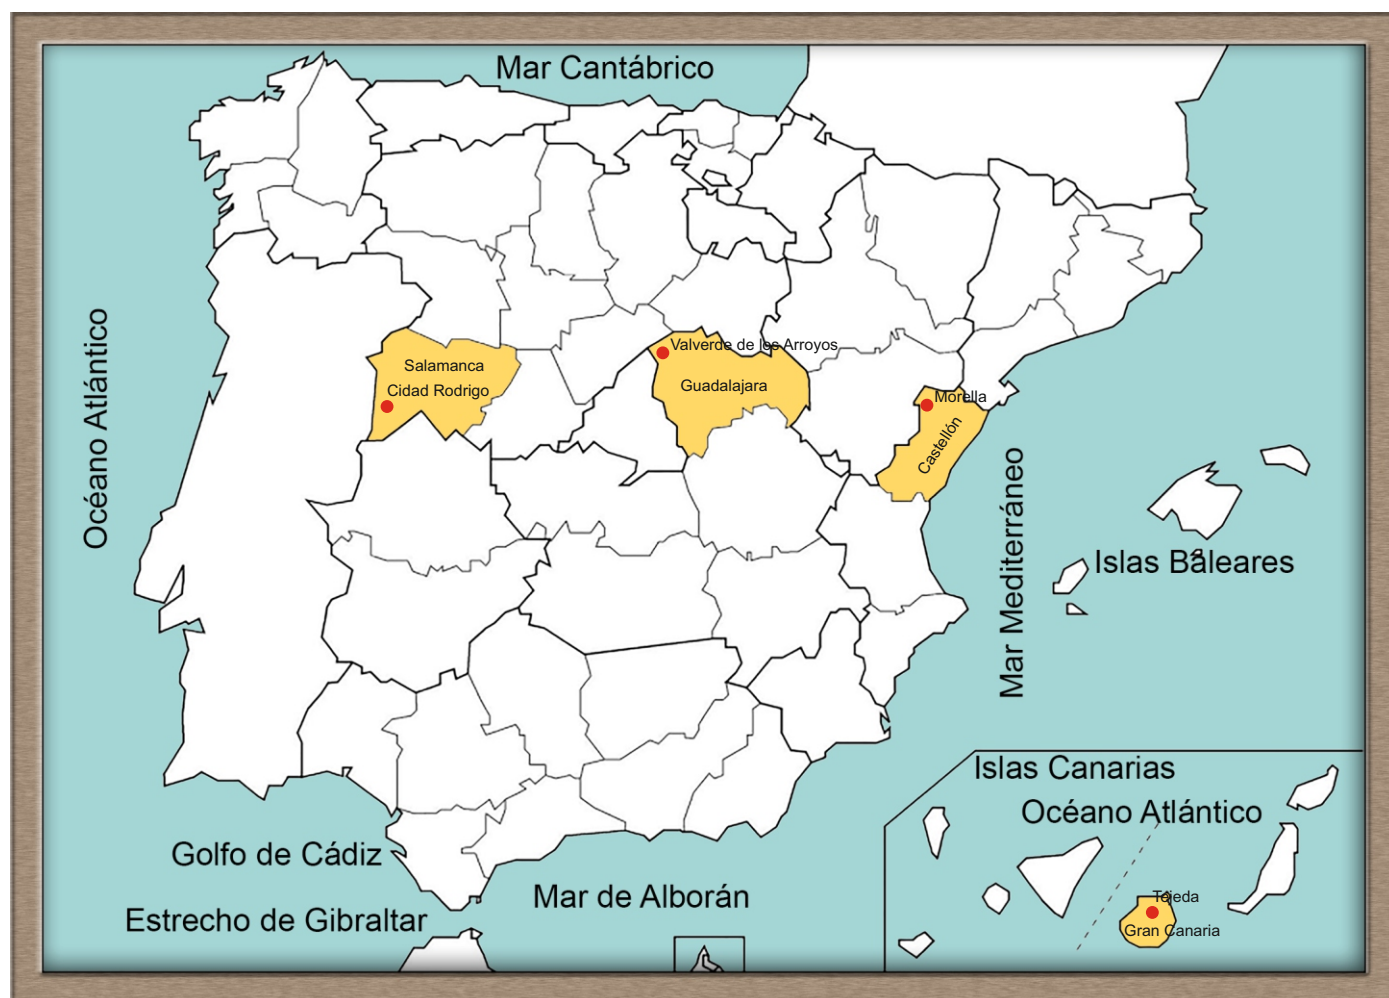 Mar Cantábrico
Océano Atlántico
Salamanca
Cidad Rodrigo
Valverde de los Arroyos
Guadalajara
Morella
Castellón
Mar Mediterráneo
Islas Baleares
Islas Canarias
Océano Atlántico
Golfo de Cádiz
Mar de Alborán
Estrecho de Gibraltar
Tejeda
Gran Canaria